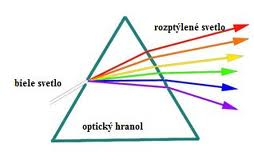 rozptýlené svetlo
biele svetlo
optický hranol